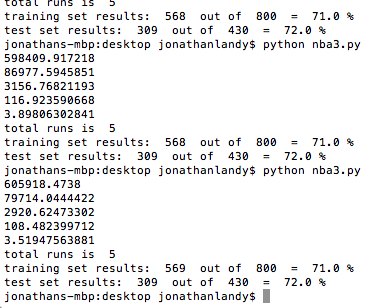 total runs is  5
training set results:  568  out of  800  =  71.0 %
test set results:  309  out of  430  =  72.0 %
jonathans-mbp:desktop jonathanlandy$ python nba3.py
598409.917218
86977.5945851
3156.76821193
116.923590668
3.89806302841
total runs is  5
training set results:  568  out of  800  =  71.0 %
test set results:  309  out of  430  =  72.0 %
jonathans-mbp:desktop jonathanlandy$ python nba3.py
605918.4738
79714.0444422
2920.62473302
108.482399712
3.51947563881
total runs is  5
training set results:  569  out of  800  =  71.0 %
test set results:  309  out of  430  =  72.0 %
jonathans-mbp:desktop jonathanlandy$